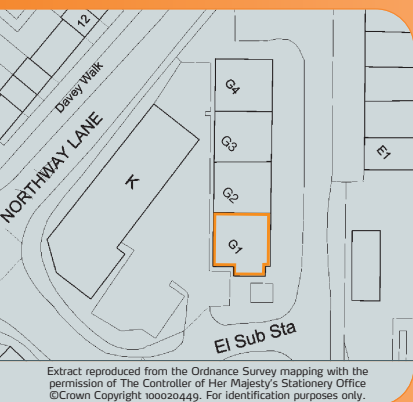 12
Davey Walk
NORTHWAY LANE
K
G4
G3
G2
G1
E1
El Sub Sta
Extract reproduced from the Ordnance Survey mapping with the
permission of The Controller of Her Majesty's Stationery Office
©Crown Copyright 100020449. For identification purposes only.